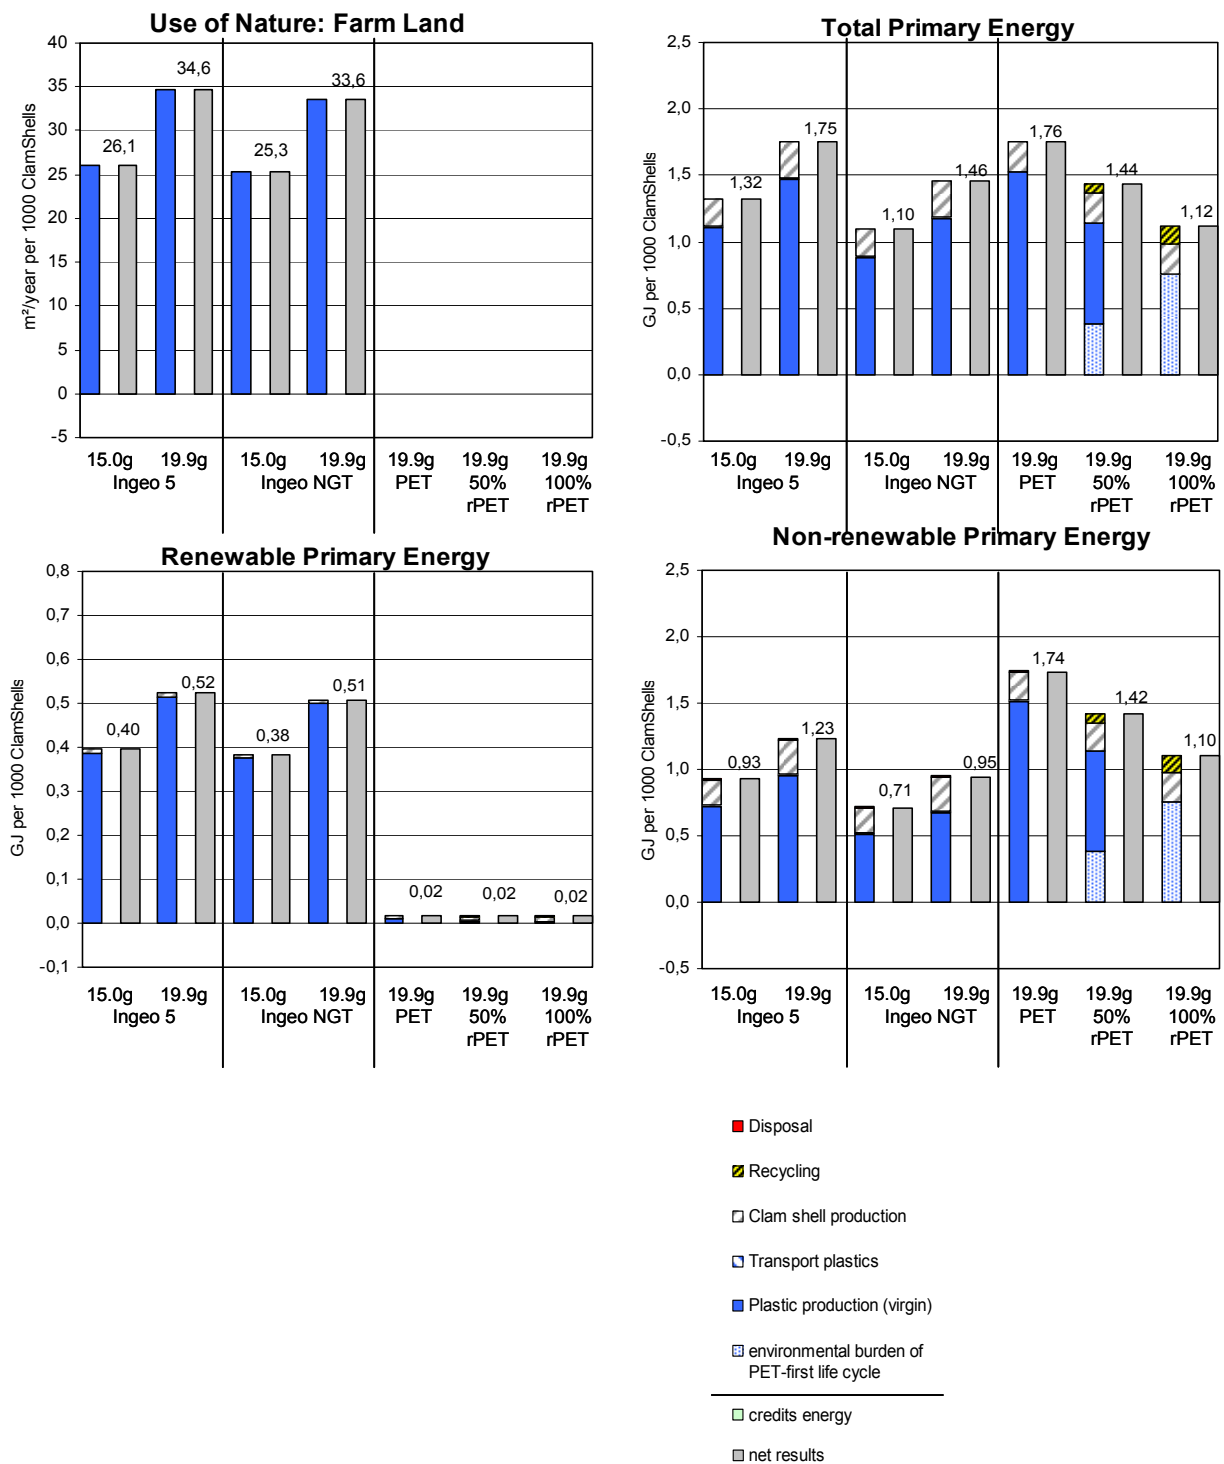 Use of Nature: Farm Land
m²/year per 1000 ClamShells
40
35
30
25
20
15
10
5
0
-5
26,1
34,6
25,3
33,6
15.0g 19.9g 15.0g 19.9g 19.9g 19.9g 19.9g
Ingeo 5 Ingeo NGT PET 50% 100%
rPET rPET
Total Primary Energy
GJ per 1000 ClamShells
2,5
2,0
1,5
1,0
0,5
0,0
-0,5
1,32
1,75
1,10
1,46
1,76
1,44
1,12
15.0g 19.9g 15.0g 19.9g 19.9g 19.9g 19.9g
Ingeo 5 Ingeo NGT PET 50% 100%
rPET rPET
Renewable Primary Energy
GJ per 1000 ClamShells
0,8
0,7
0,6
0,5
0,4
0,3
0,2
0,1
0,0
-0,1
0,40
0,52
0,38
0,51
0,02
0,02
0,02
15.0g 19.9g 15.0g 19.9g 19.9g 19.9g 19.9g
Ingeo 5 Ingeo NGT PET 50% 100%
rPET rPET
Non-renewable Primary Energy
GJ per 1000 ClamShells
2,5
2,0
1,5
1,0
0,5
0,0
-0,5
0,93
1,23
0,71
0,95
1,74
1,42
1,10
15.0g 19.9g 15.0g 19.9g 19.9g 19.9g 19.9g
Ingeo 5 Ingeo NGT PET 50% 100%
rPET rPET
Disposal
Recycling
Clam shell production
Transport plastics
Plastic production (virgin)
environmental burden of
PET-first life cycle
credits energy
net results